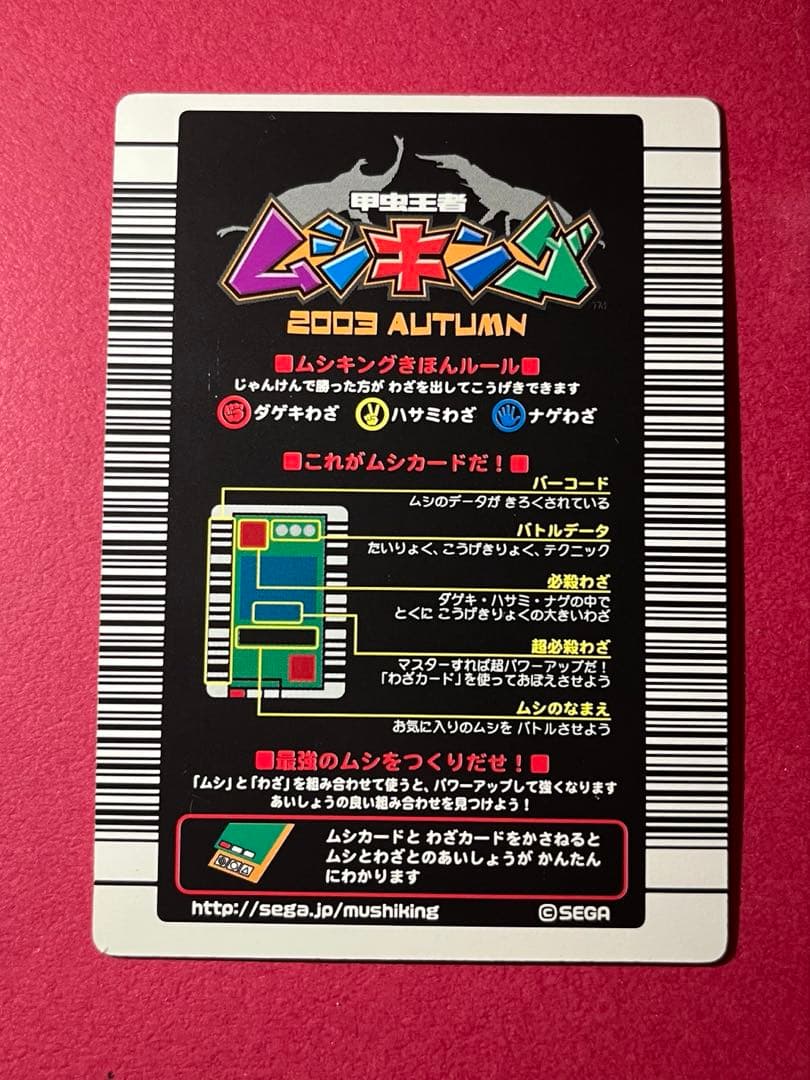 甲虫王者
ムシキング
TM
2003 AUTUMN
■ムシキングきほんルール■
じゃんけんで勝った方が わざを出してこうげきできます
ダゲキわざ ハサミわざ ナゲわざ
■これがムシカードだ！■
バーコード
ムシのデータが きろくされている
バトルデータ
たいりょく、こうげきりょく、テクニック
必殺わざ
ダゲキ・ハサミ・ナゲの中で
とくに こうげきりょくの大きいわざ
超必殺わざ
マスターすれば超パワーアップだ！
「わざカード」を使っておぼえさせよう
ムシのなまえ
お気に入りのムシを バトルさせよう
■最強のムシをつくりだせ！■
「ムシ」と「わざ」を組み合わせて使うと、パワーアップして強くなります
あいしょうの良い組み合わせを見つけよう！
ムシカードと わざカードをかさねると
ムシとわざとのあいしょうが かんたん
にわかります
http://sega.jp/mushiking ©SEGA